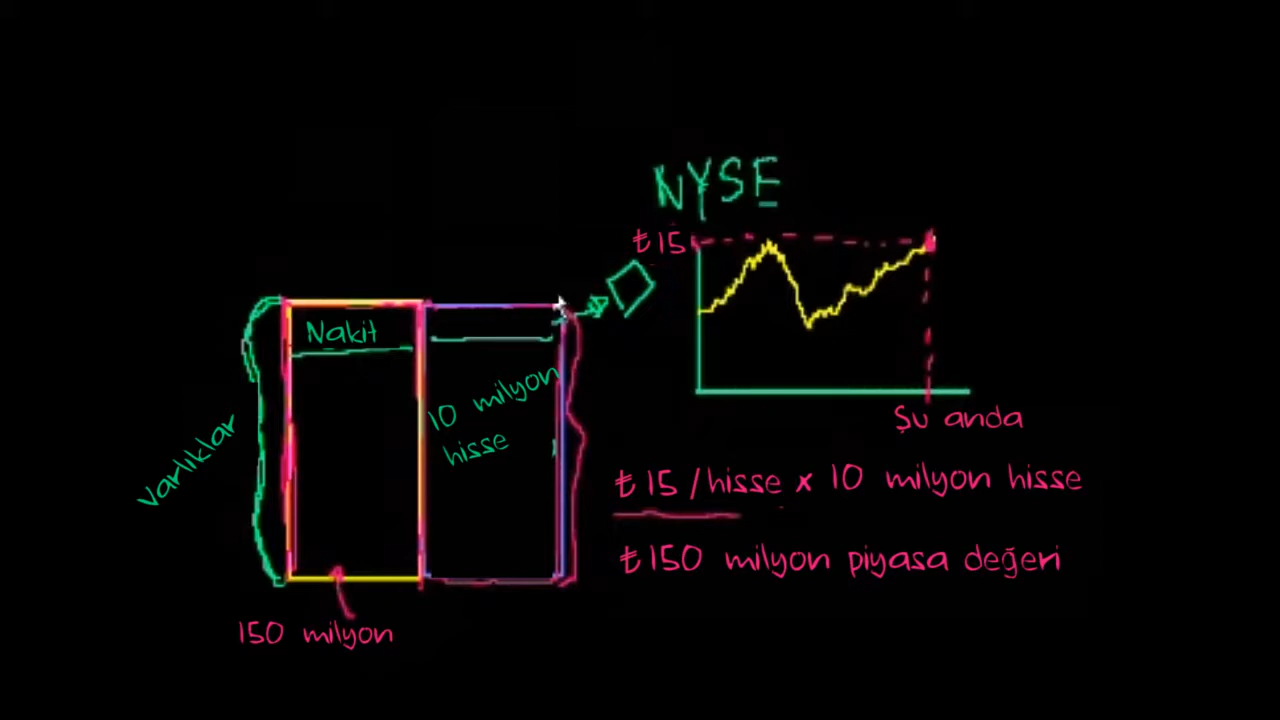 NYSE
₺15
Nakit
10 milyon
hisse
Varlıklar
Şu anda
₺15/hisse x 10 milyon hisse
₺150 milyon piyasa değeri
150 milyon